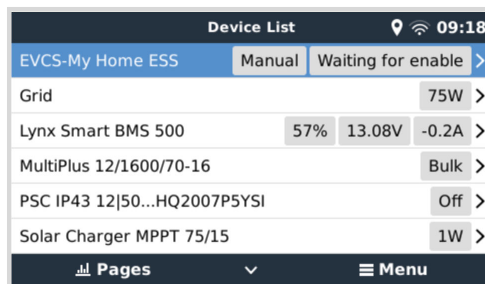 Device List 09:18
EVCS-My Home ESS Manual Waiting for enable
Grid 75W
Lynx Smart BMS 500 57% 13.08V -0.2A
MultiPlus 12/1600/70-16 Bulk
PSC IP43 12|50...HQ2007P5YSI Off
Solar Charger MPPT 75/15 1W
Pages Menu